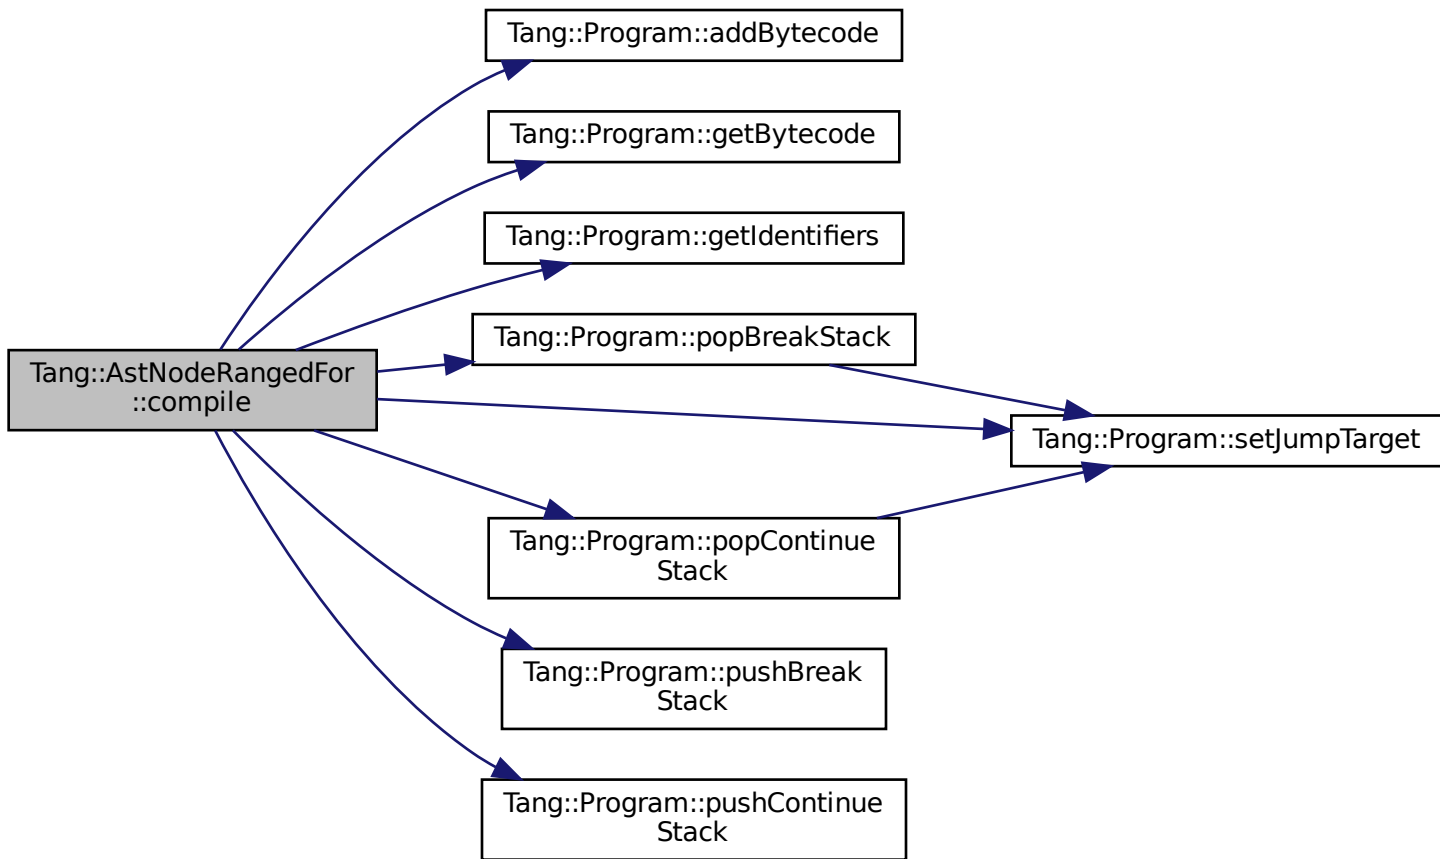 Tang::Program::addBytecode
Tang::Program::getBytecode
Tang::Program::getIdentifiers
Tang::Program::popBreakStack
Tang::AstNodeRangedFor
::compile
Tang::Program::setJumpTarget
Tang::Program::popContinue
Stack
Tang::Program::pushBreak
Stack
Tang::Program::pushContinue
Stack